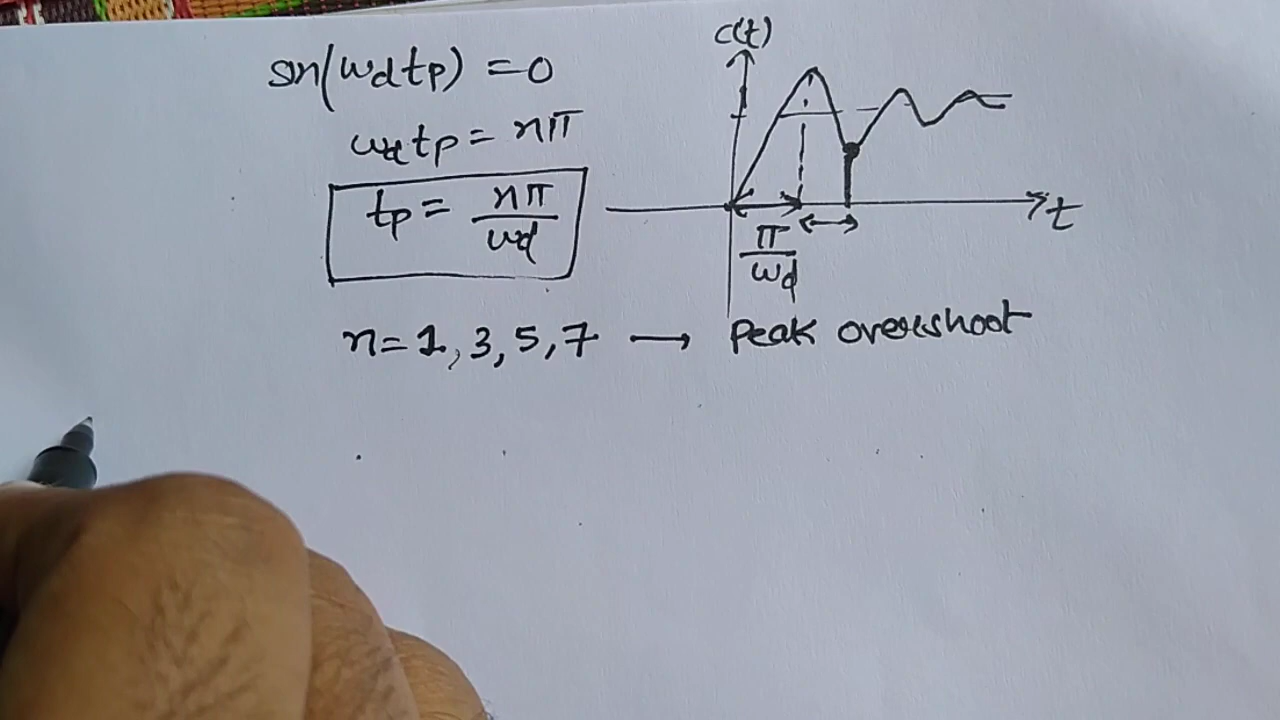 sin(ωdtp) = 0
ωdtp = nπ
tp = nπ/ωd
c(t)
t
π/ωd
n = 1, 3, 5, 7 → Peak overshoot